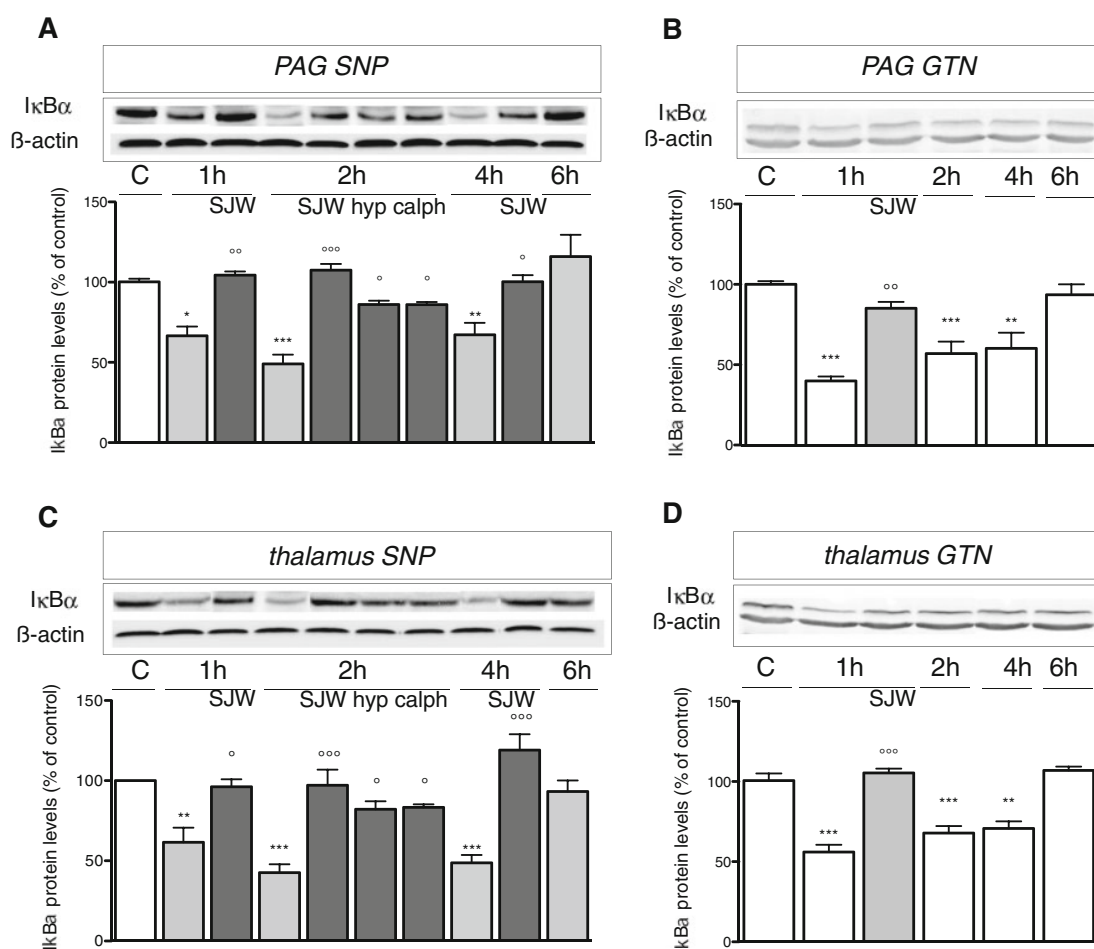 A
PAG SNP
IκBα
ß-actin
C 1h 2h 4h 6h
SJW SJW hyp calph SJW
IkBa protein levels (% of control)
150
100
50
0
* °° *** °°° ° ° ** °
B
PAG GTN
IκBα
ß-actin
C 1h 2h 4h 6h
SJW
IkBa protein levels (% of control)
150
100
50
0
*** °° *** **
C
thalamus SNP
IκBα
ß-actin
C 1h 2h 4h 6h
SJW SJW hyp calph SJW
IkBa protein levels (% of control)
150
100
50
0
** ° *** °°° ° ° *** °°°
D
thalamus GTN
IκBα
ß-actin
C 1h 2h 4h 6h
SJW
IkBa protein levels (% of control)
150
100
50
0
*** °°° *** **